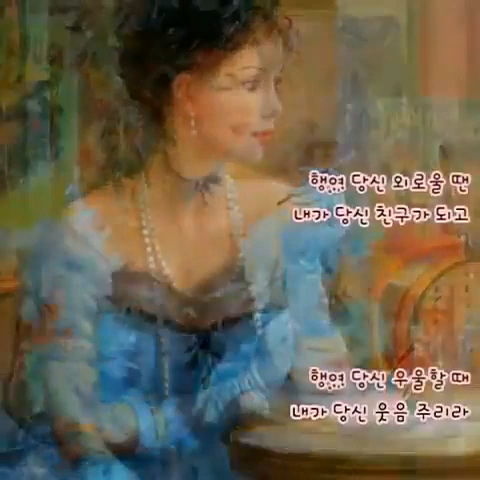 행여 당신 외로울 땐
내가 당신 친구가 되고
행여 당신 우울할 때
내가 당신 웃음 주리라